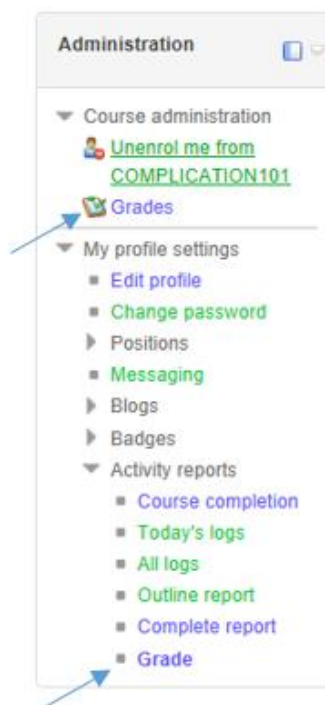 Administration
Course administration
Unenrol me from
COMPLICATION101
Grades
My profile settings
Edit profile
Change password
Positions
Messaging
Blogs
Badges
Activity reports
Course completion
Today's logs
All logs
Outline report
Complete report
Grade